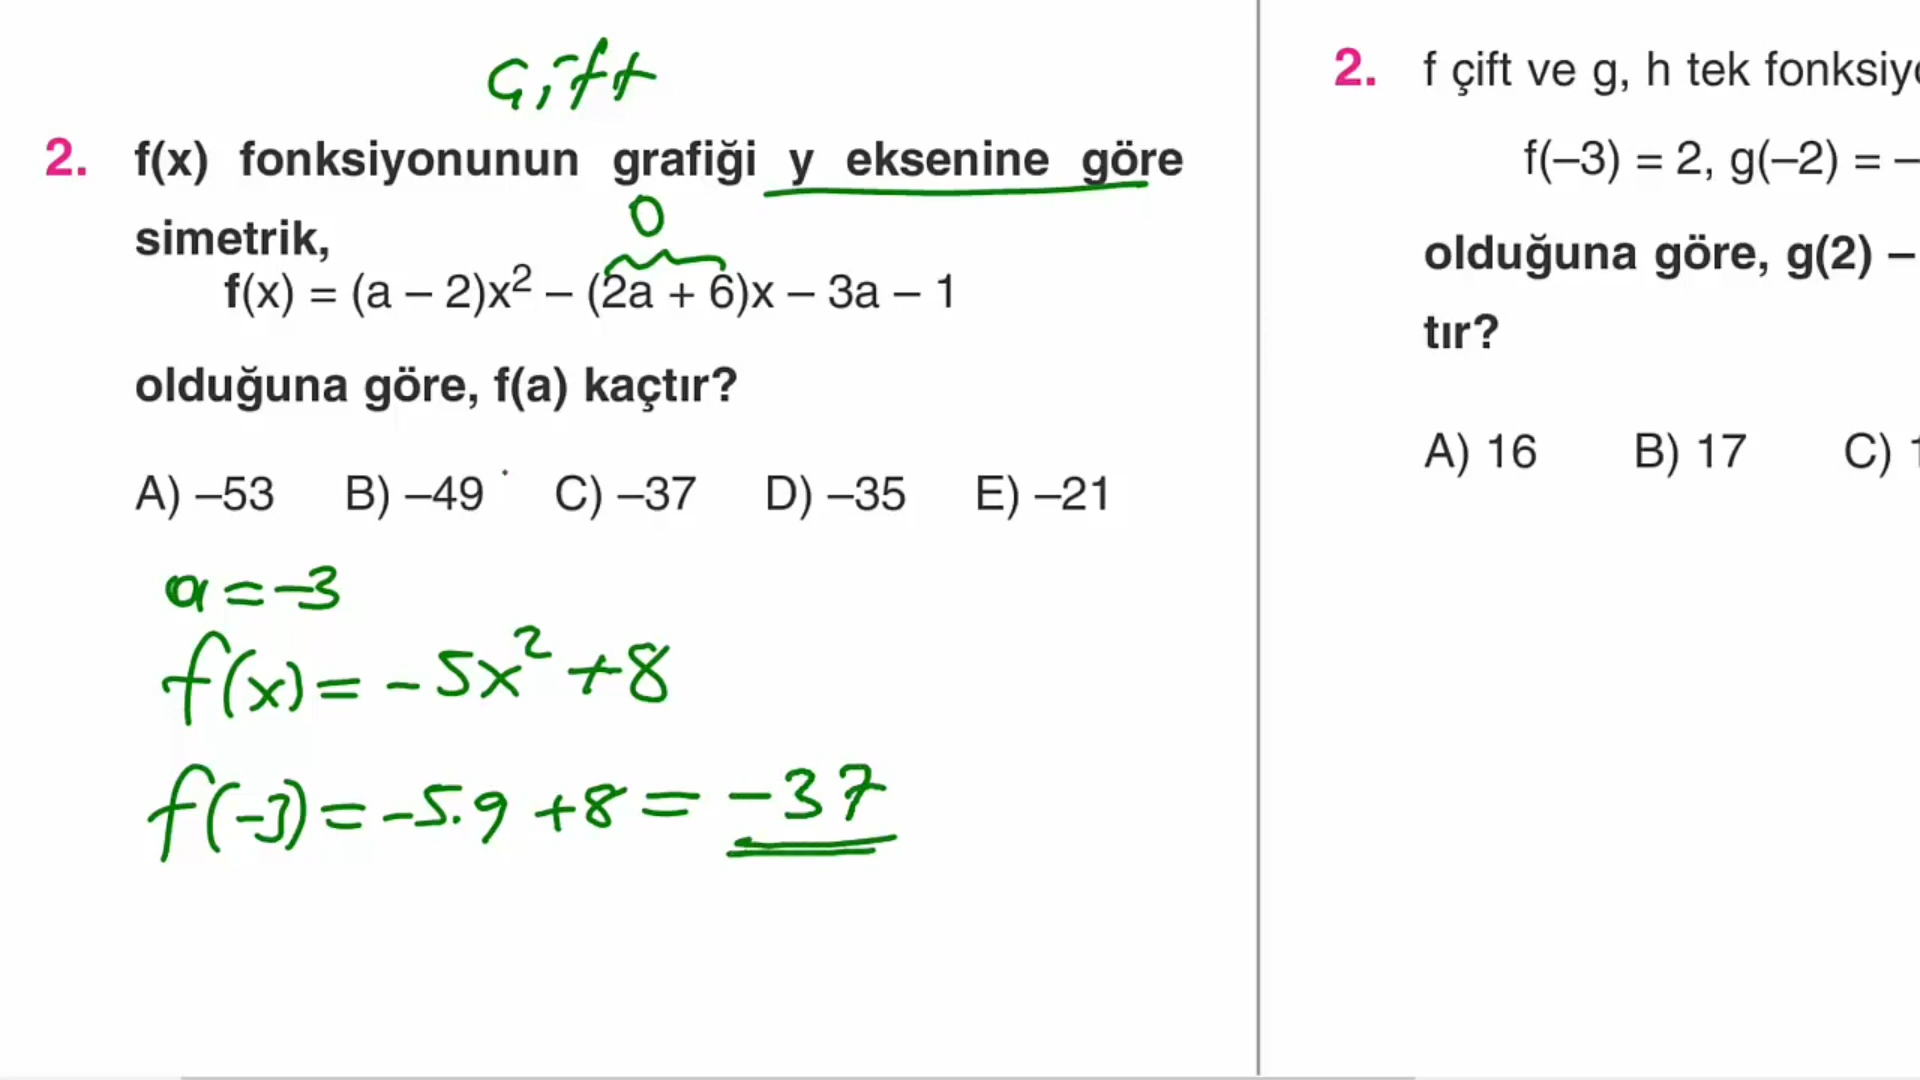 çift
2. f(x) fonksiyonunun grafiği y eksenine göre
simetrik,
0
f(x) = (a – 2)x² – (2a + 6)x – 3a – 1
olduğuna göre, f(a) kaçtır?
A) –53 B) –49 C) –37 D) –35 E) –21
a = -3
f(x) = -5x² + 8
f(-3) = -5.9 + 8 = -37
2. f çift ve g, h tek fonksiy
f(–3) = 2, g(–2) = –
olduğuna göre, g(2) –
tır?
A) 16 B) 17 C) 1